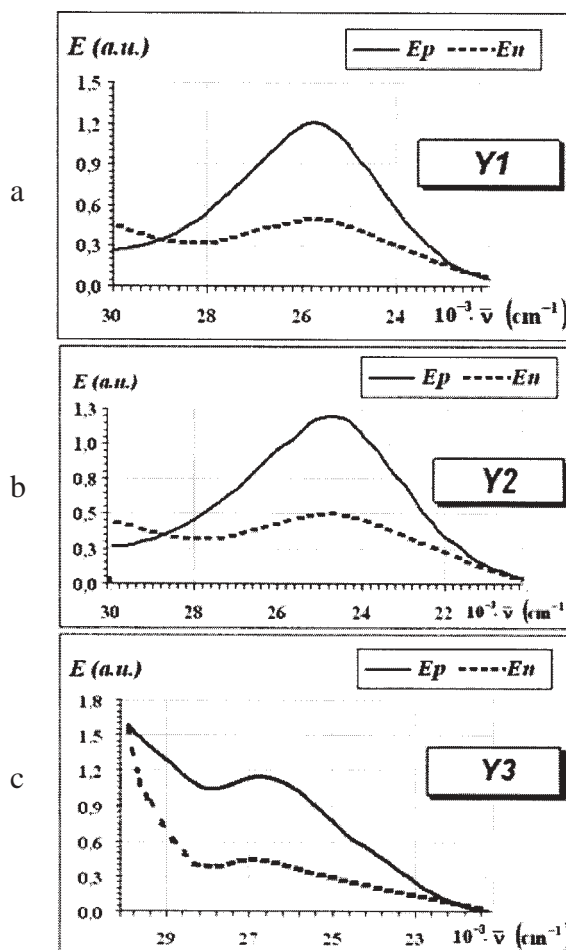 a
E (a.u.)
Ep En
1,5
1,2
0,9
0,6
0,3
0,0
Y1
30 28 26 24 10⁻³· ν̄ (cm⁻¹)
b
E (a.u.)
Ep En
1,3
1,0
0,8
0,5
0,3
0,0
Y2
30 28 26 24 22 10⁻³· ν̄ (cm⁻¹)
c
E (a.u.)
Ep En
1,8
1,5
1,2
0,9
0,6
0,3
0,0
Y3
29 27 25 23 10⁻³· ν̄ (cm⁻¹)